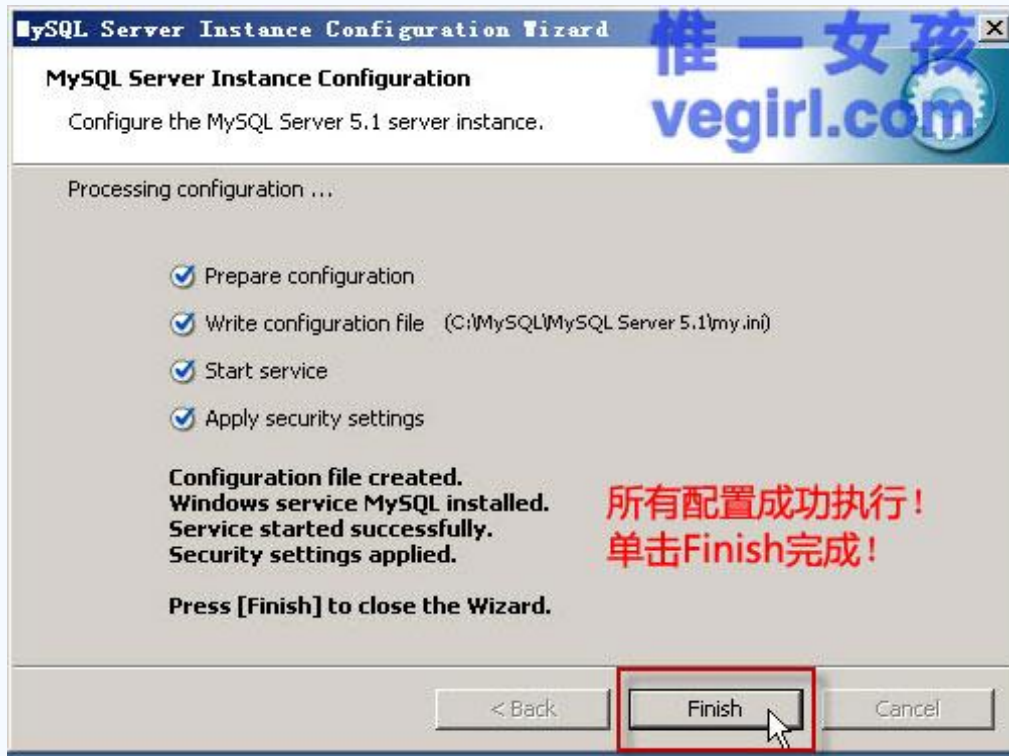 MySQL Server Instance Configuration Wizard
惟一女孩
vegirl.com
MySQL Server Instance Configuration
Configure the MySQL Server 5.1 server instance.
Processing configuration ...
Prepare configuration
Write configuration file (C:\MySQL\MySQL Server 5.1\my.ini)
Start service
Apply security settings
Configuration file created.
Windows service MySQL installed.
Service started successfully.
Security settings applied.
所有配置成功执行！
单击Finish完成！
Press [Finish] to close the Wizard.
< Back
Finish
Cancel